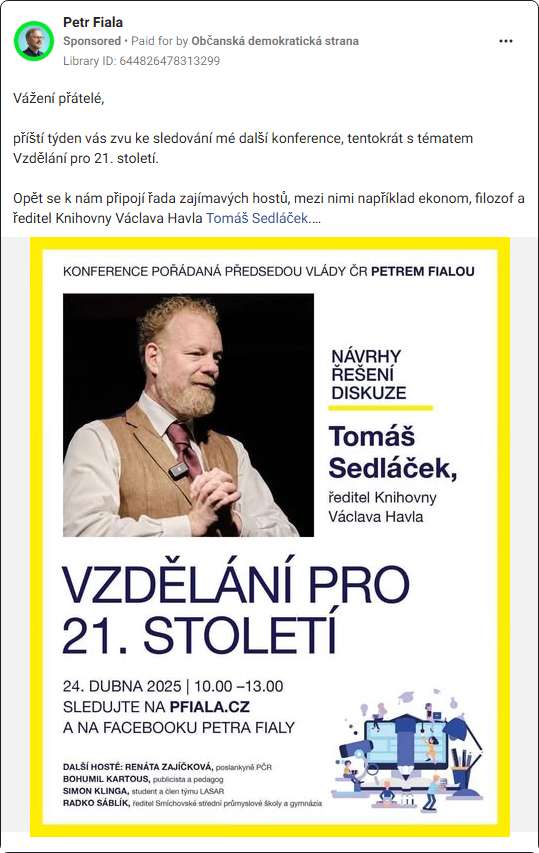 Petr Fiala
Sponsored • Paid for by Občanská demokratická strana
Library ID: 644826478313299
Vážení přátelé,
příští týden vás zvu ke sledování mé další konference, tentokrát s tématem
Vzdělání pro 21. století.
Opět se k nám připojí řada zajímavých hostů, mezi nimi například ekonom, filozof a
ředitel Knihovny Václava Havla Tomáš Sedláček....
KONFERENCE POŘÁDANÁ PŘEDSEDOU VLÁDY ČR PETREM FIALOU
NÁVRHY
ŘEŠENÍ
DISKUZE
Tomáš
Sedláček,
ředitel Knihovny
Václava Havla
VZDĚLÁNÍ PRO
21. STOLETÍ
24. DUBNA 2025 | 10.00 –13.00
SLEDUJTE NA PFIALA.CZ
A NA FACEBOOKU PETRA FIALY
DALŠÍ HOSTÉ: RENÁTA ZAJÍČKOVÁ, poslankyně PČR
BOHUMIL KARTOUS, publicista a pedagog
SIMON KLINGA, student a člen týmu LASAR
RADKO SÁBLÍK, ředitel Smíchovské střední průmyslové školy a gymnázia